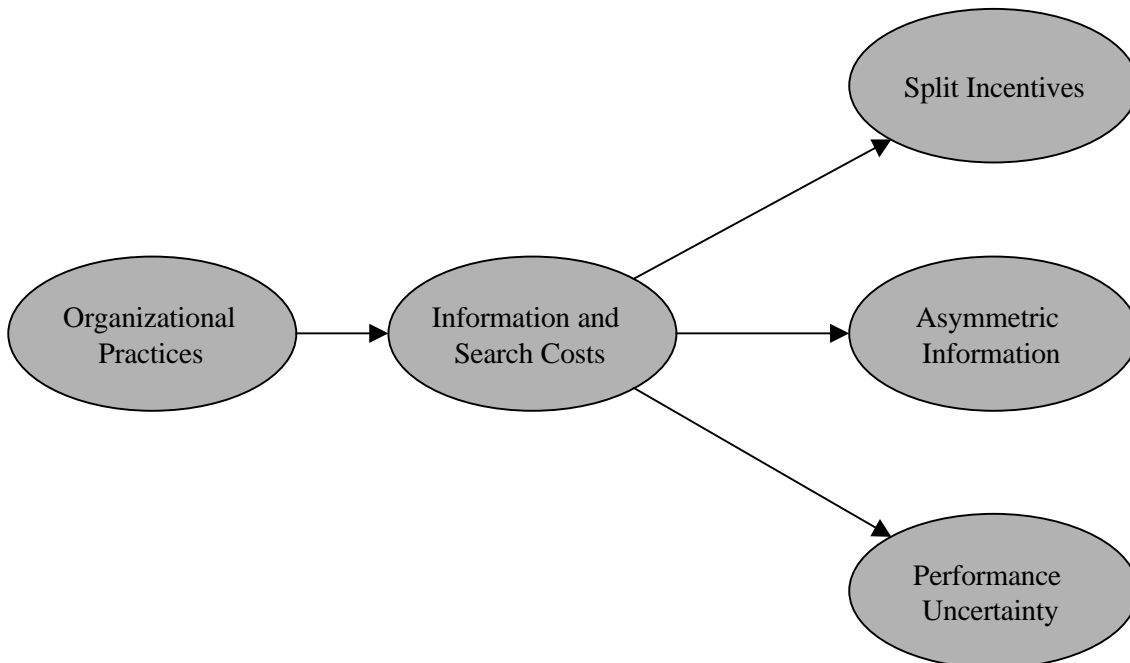 Split Incentives
Organizational
Practices
Information and
Search Costs
Asymmetric
Information
Performance
Uncertainty